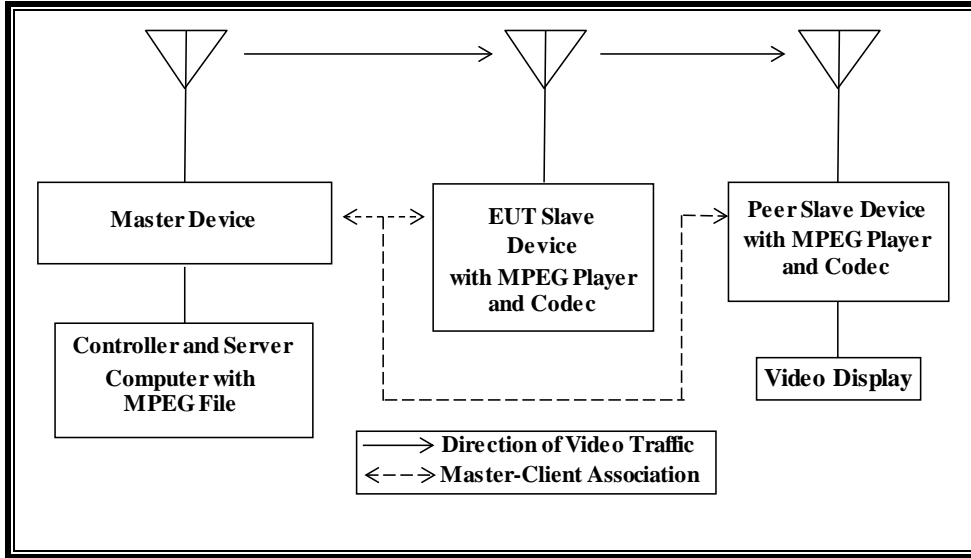 Master Device
EUT Slave
Device
with MPEG Player
and Codec
Peer Slave Device
with MPEG Player
and Codec
Controller and Server
Computer with
MPEG File
Video Display
Direction of Video Traffic
Master-Client Association